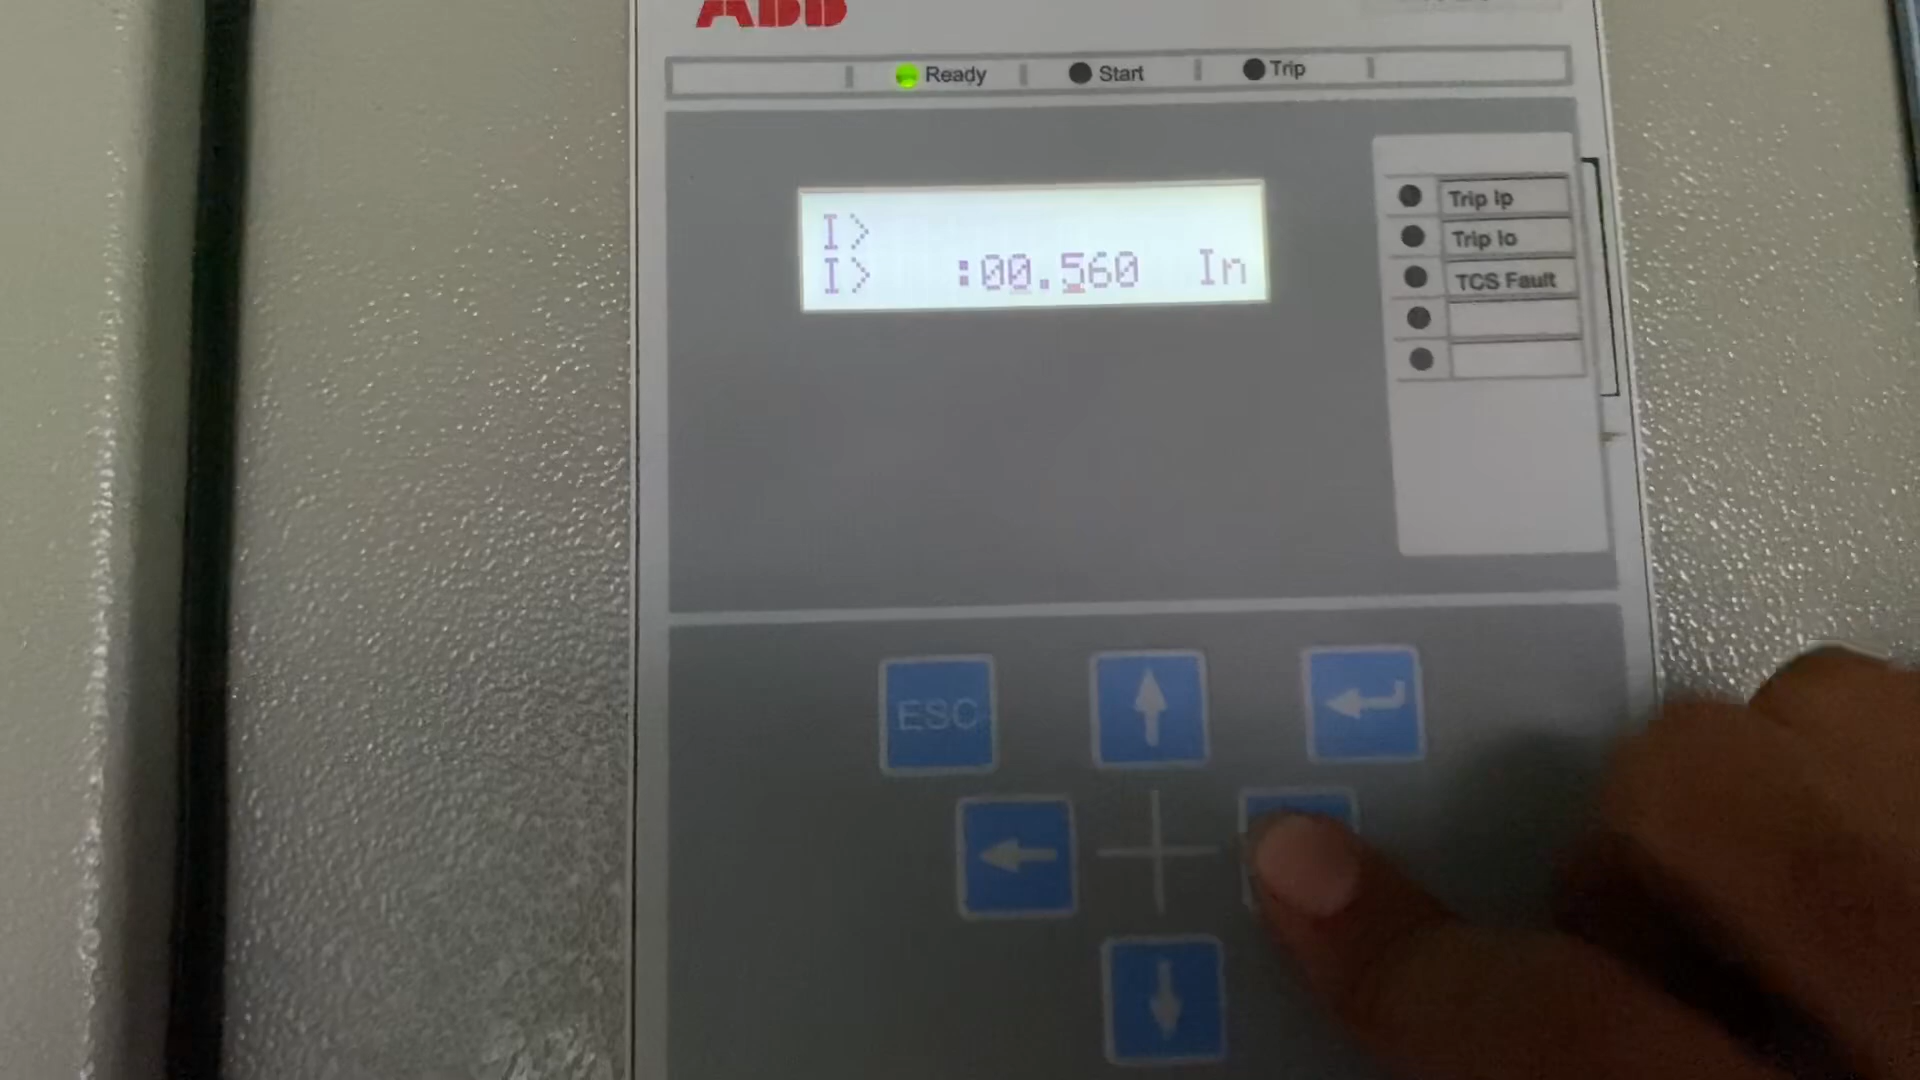 ABB
Ready
Start
Trip
I>
I> :00.560 In
Trip Ip
Trip Io
TCS Fault
ESC